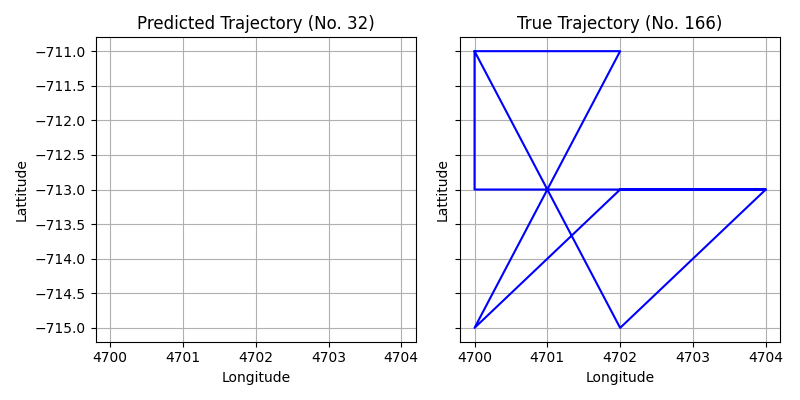 Predicted Trajectory (No. 32)
True Trajectory (No. 166)
−711.0
−711.5
−712.0
−712.5
−713.0
−713.5
−714.0
−714.5
−715.0
Lattitude
4700 4701 4702 4703 4704
Longitude
Lattitude
4700 4701 4702 4703 4704
Longitude